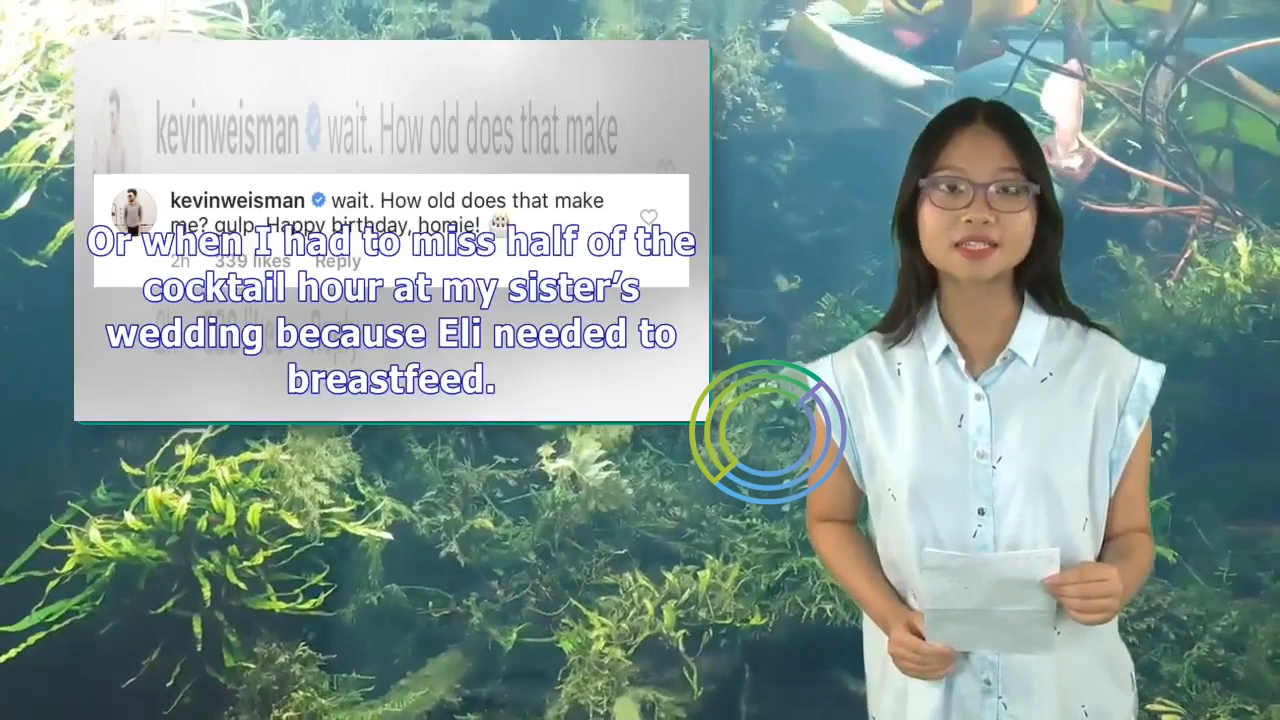 kevinweisman wait. How old does that make
kevinweisman wait. How old does that make
me? gulp. Happy birthday, homie!
2h 339 likes Reply
Or when I had to miss half of the
cocktail hour at my sister’s
wedding because Eli needed to
breastfeed.